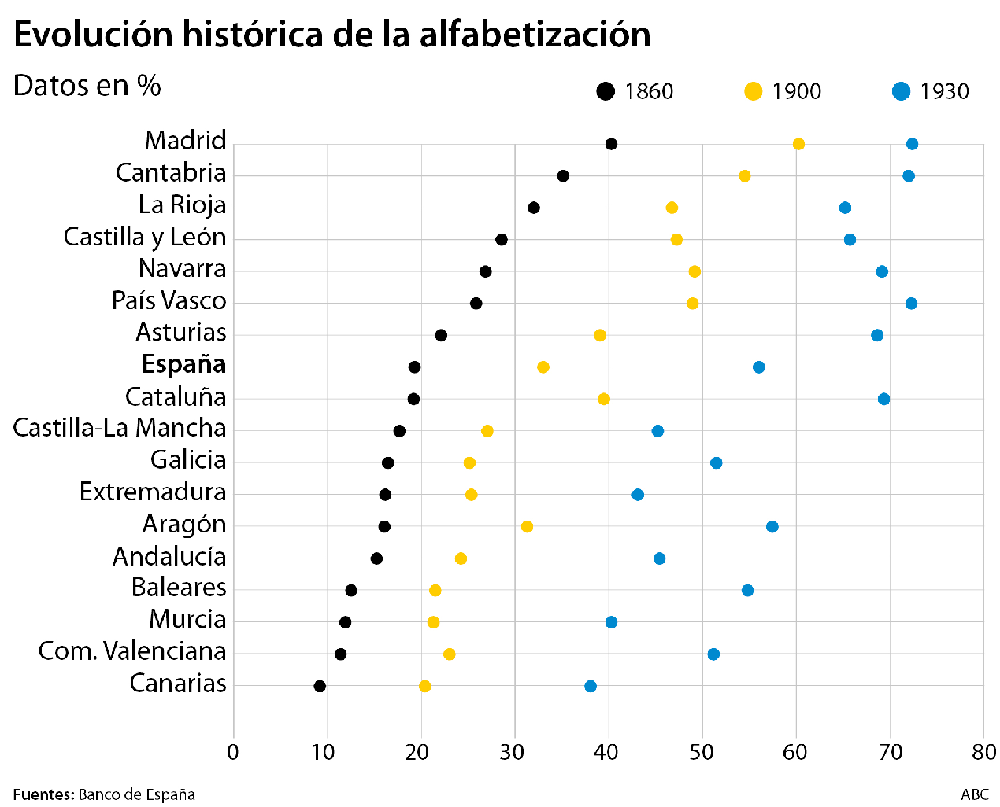 Evolución histórica de la alfabetización
Datos en %
1860 1900 1930
Madrid
Cantabria
La Rioja
Castilla y León
Navarra
País Vasco
Asturias
España
Cataluña
Castilla-La Mancha
Galicia
Extremadura
Aragón
Andalucía
Baleares
Murcia
Com. Valenciana
Canarias
0 10 20 30 40 50 60 70 80
Fuentes: Banco de España ABC